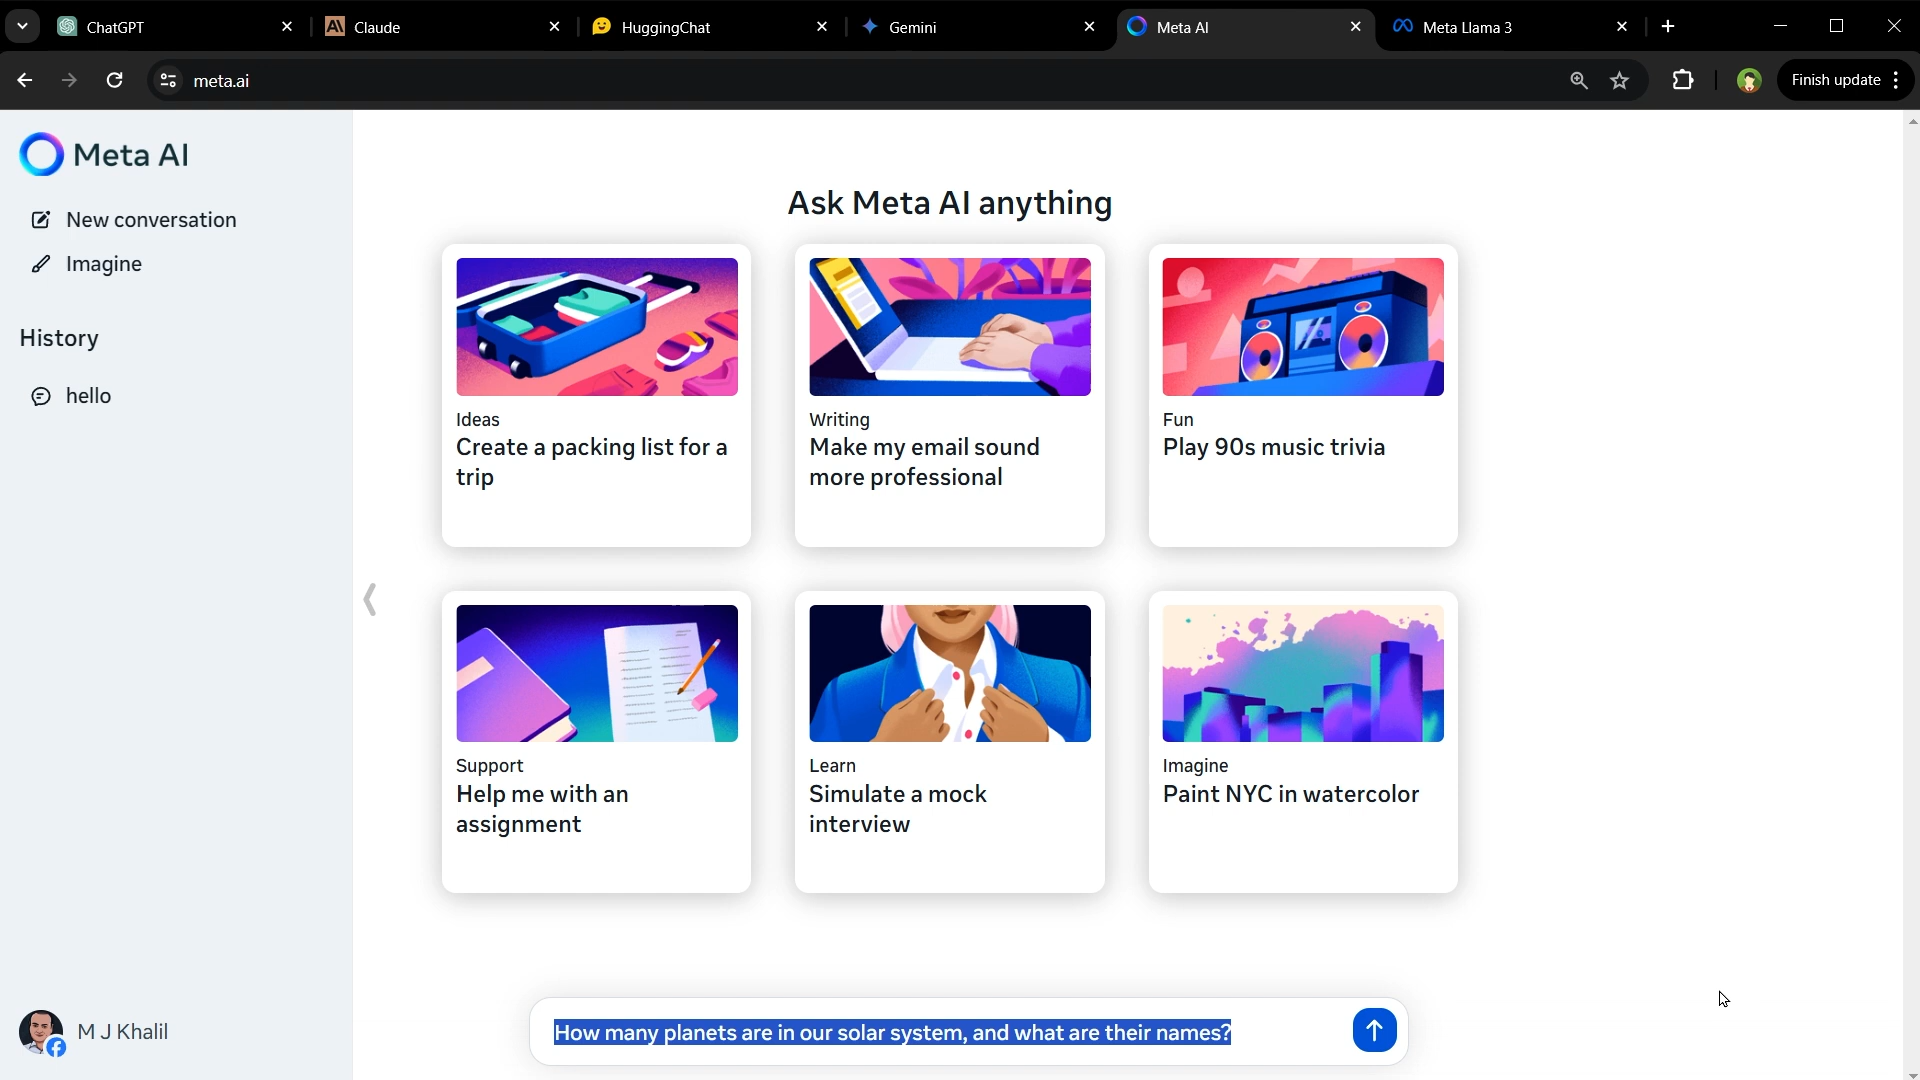 ChatGPT
Claude
HuggingChat
Gemini
Meta AI
Meta Llama 3
meta.ai
Finish update
Meta AI
New conversation
Imagine
History
hello
M J Khalil
Ask Meta AI anything
Ideas
Create a packing list for a
trip
Writing
Make my email sound
more professional
Fun
Play 90s music trivia
Support
Help me with an
assignment
Learn
Simulate a mock
interview
Imagine
Paint NYC in watercolor
How many planets are in our solar system, and what are their names?